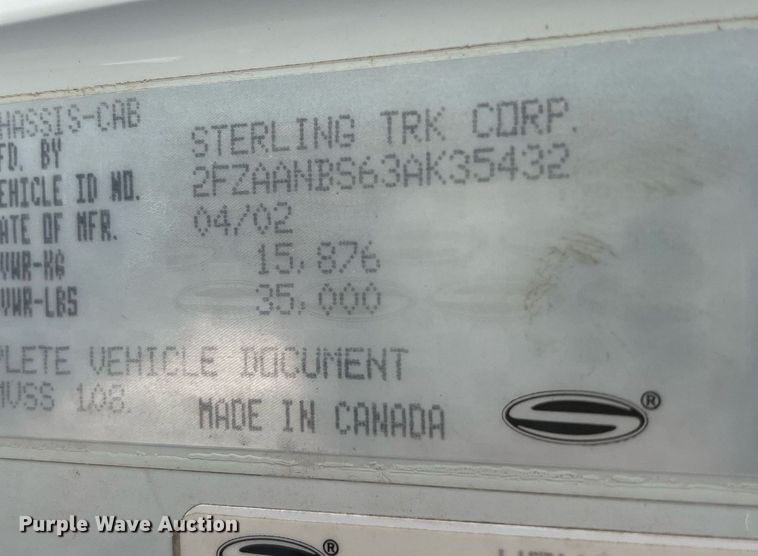 HASSIS-CAB
FD. BY STERLING TRK CORP.
EHICLE ID NO. 2FZAANBS63AK35432
ATE OF MFR. 04/02
VWR-KG 15,876
VWR-LBS 35,000
PLETE VEHICLE DOCUMENT
MVSS 108.
MADE IN CANADA
®
Purple Wave Auction
®